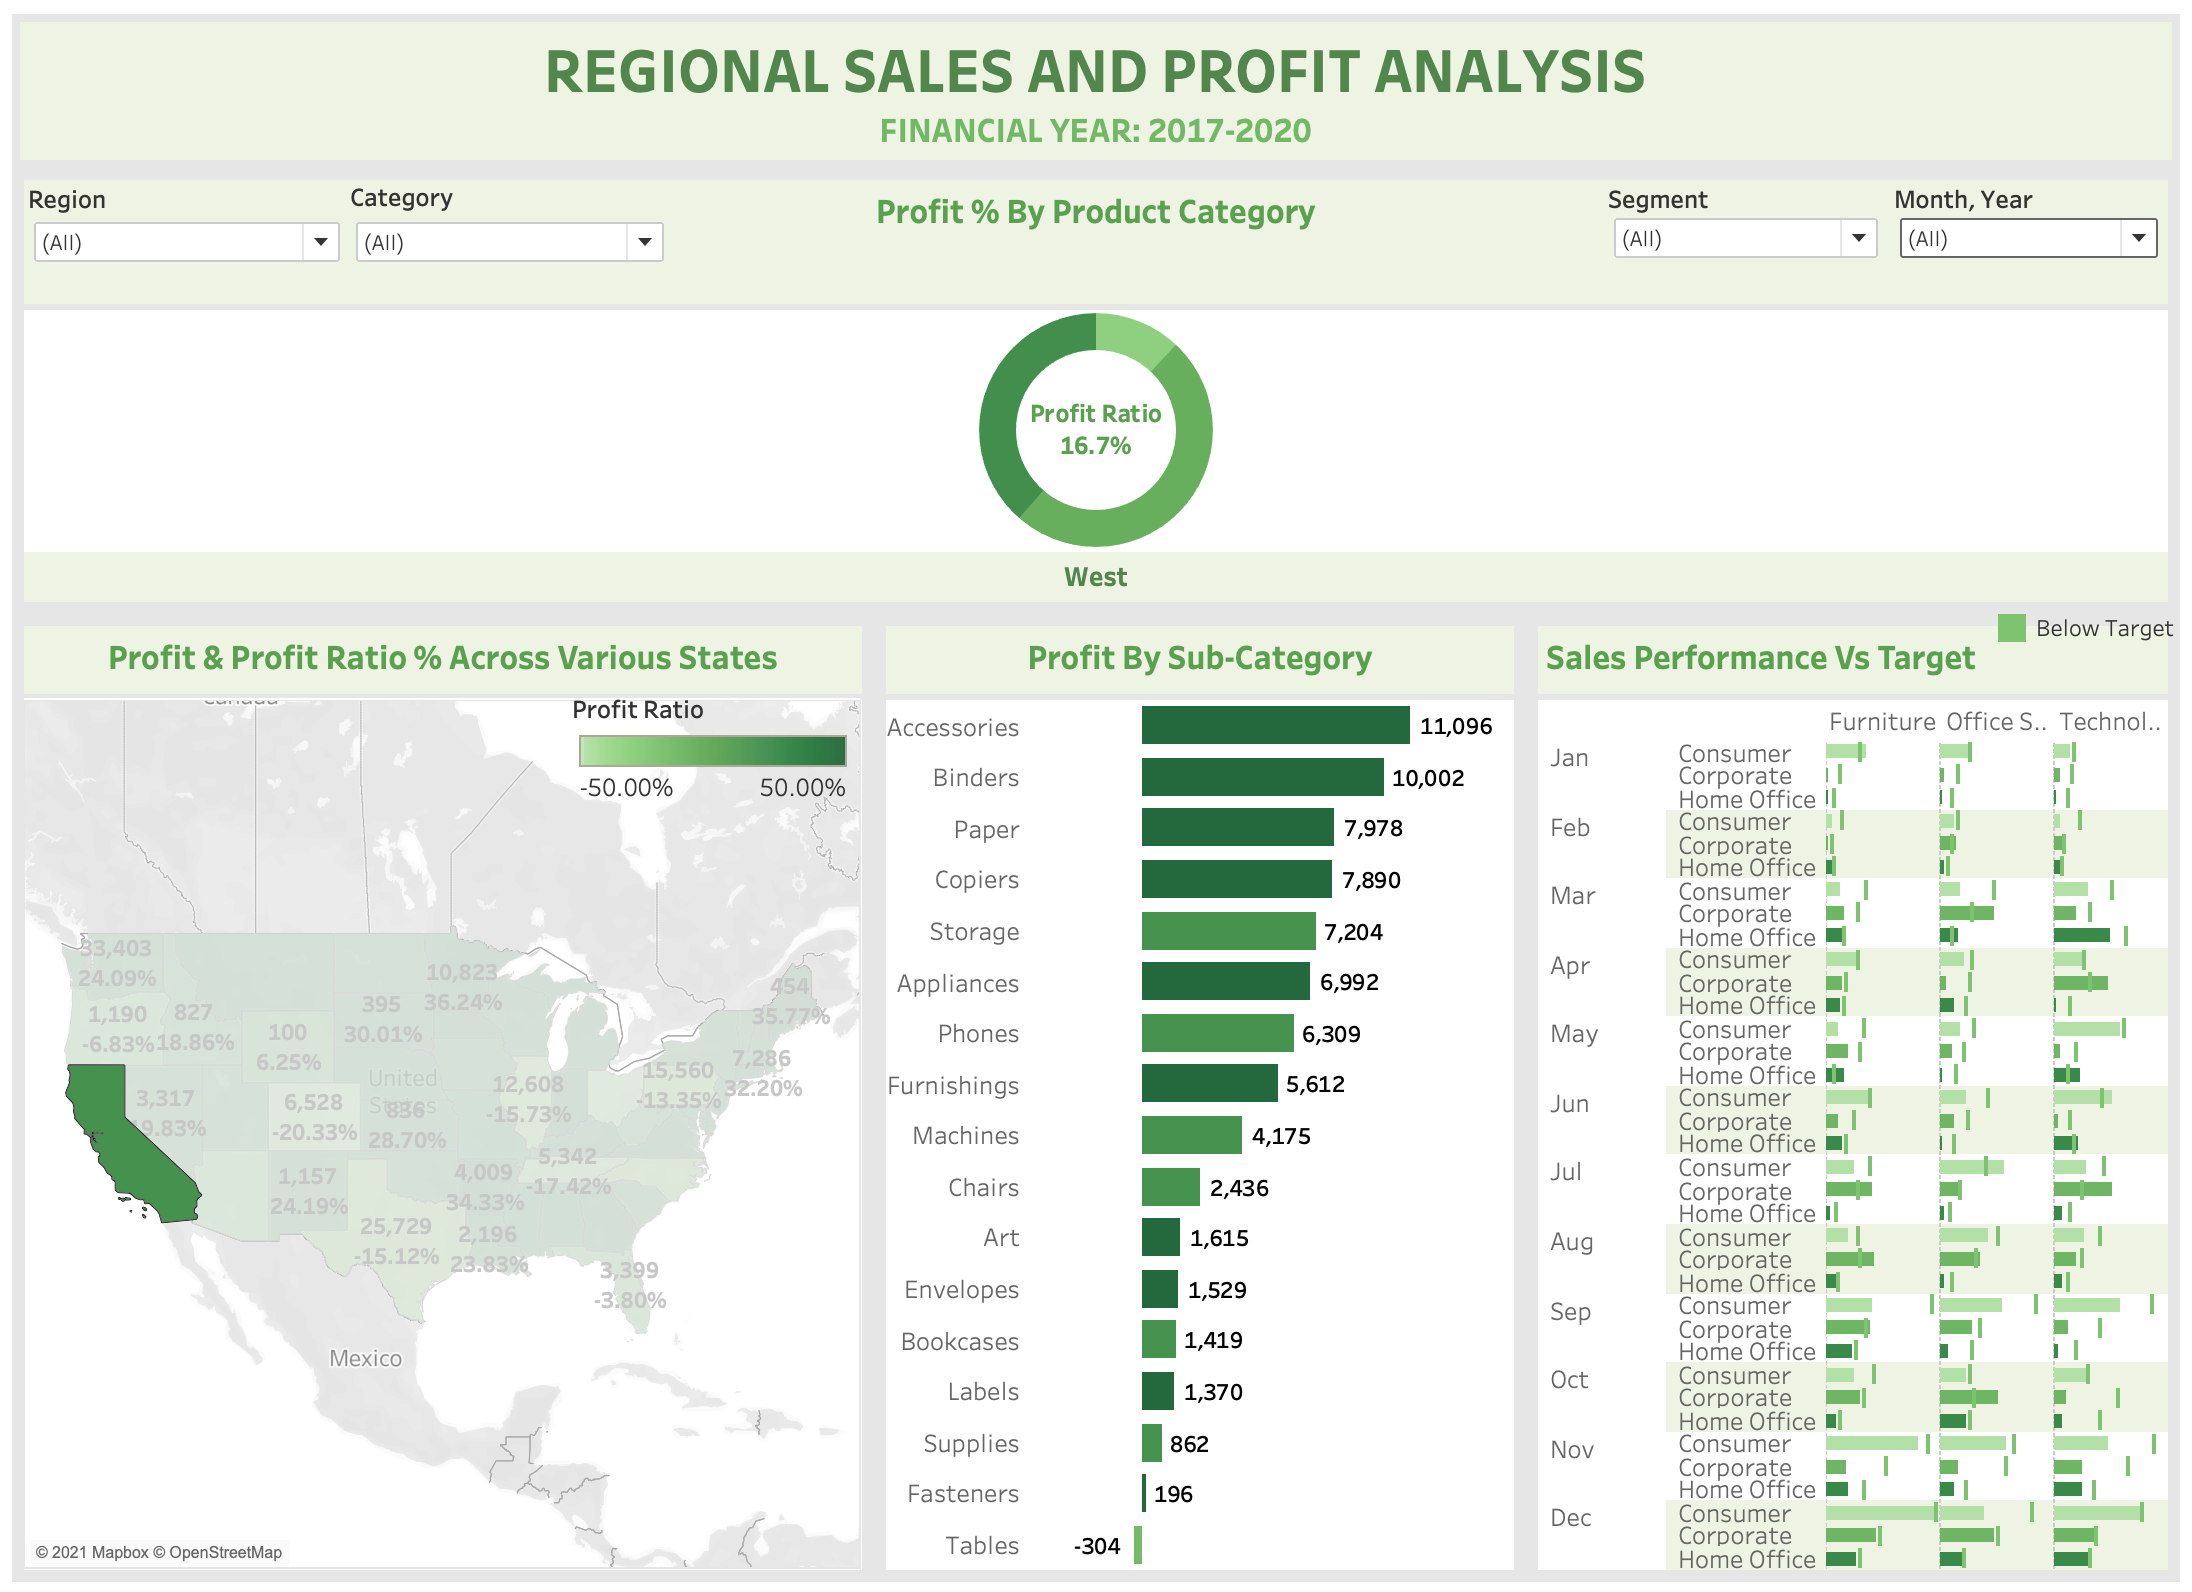 REGIONAL SALES AND PROFIT ANALYSIS
FINANCIAL YEAR: 2017-2020
Region
(All)
Category
(All)
Profit % By Product Category
Segment
(All)
Month, Year
(All)
Profit Ratio
16.7%
West
Below Target
Profit & Profit Ratio % Across Various States
Canada
Profit Ratio
-50.00%
50.00%
33,403
24.09%
10,823
36.24%
454
35.77%
395
30.01%
1,190
-6.83%
827
18.86%
100
6.25%
7,286
32.20%
15,560
-13.35%
United
States
12,608
-15.73%
3,317
9.83%
6,528
-20.33%
836
28.70%
5,342
-17.42%
4,009
34.33%
1,157
24.19%
25,729
-15.12%
2,196
23.83%
3,399
-3.80%
Mexico
© 2021 Mapbox © OpenStreetMap
Profit By Sub-Category
Accessories 11,096
Binders 10,002
Paper 7,978
Copiers 7,890
Storage 7,204
Appliances 6,992
Phones 6,309
Furnishings 5,612
Machines 4,175
Chairs 2,436
Art 1,615
Envelopes 1,529
Bookcases 1,419
Labels 1,370
Supplies 862
Fasteners 196
Tables -304
Sales Performance Vs Target
Furniture Office S.. Technol..
Jan Consumer
Corporate
Home Office
Feb Consumer
Corporate
Home Office
Mar Consumer
Corporate
Home Office
Apr Consumer
Corporate
Home Office
May Consumer
Corporate
Home Office
Jun Consumer
Corporate
Home Office
Jul Consumer
Corporate
Home Office
Aug Consumer
Corporate
Home Office
Sep Consumer
Corporate
Home Office
Oct Consumer
Corporate
Home Office
Nov Consumer
Corporate
Home Office
Dec Consumer
Corporate
Home Office